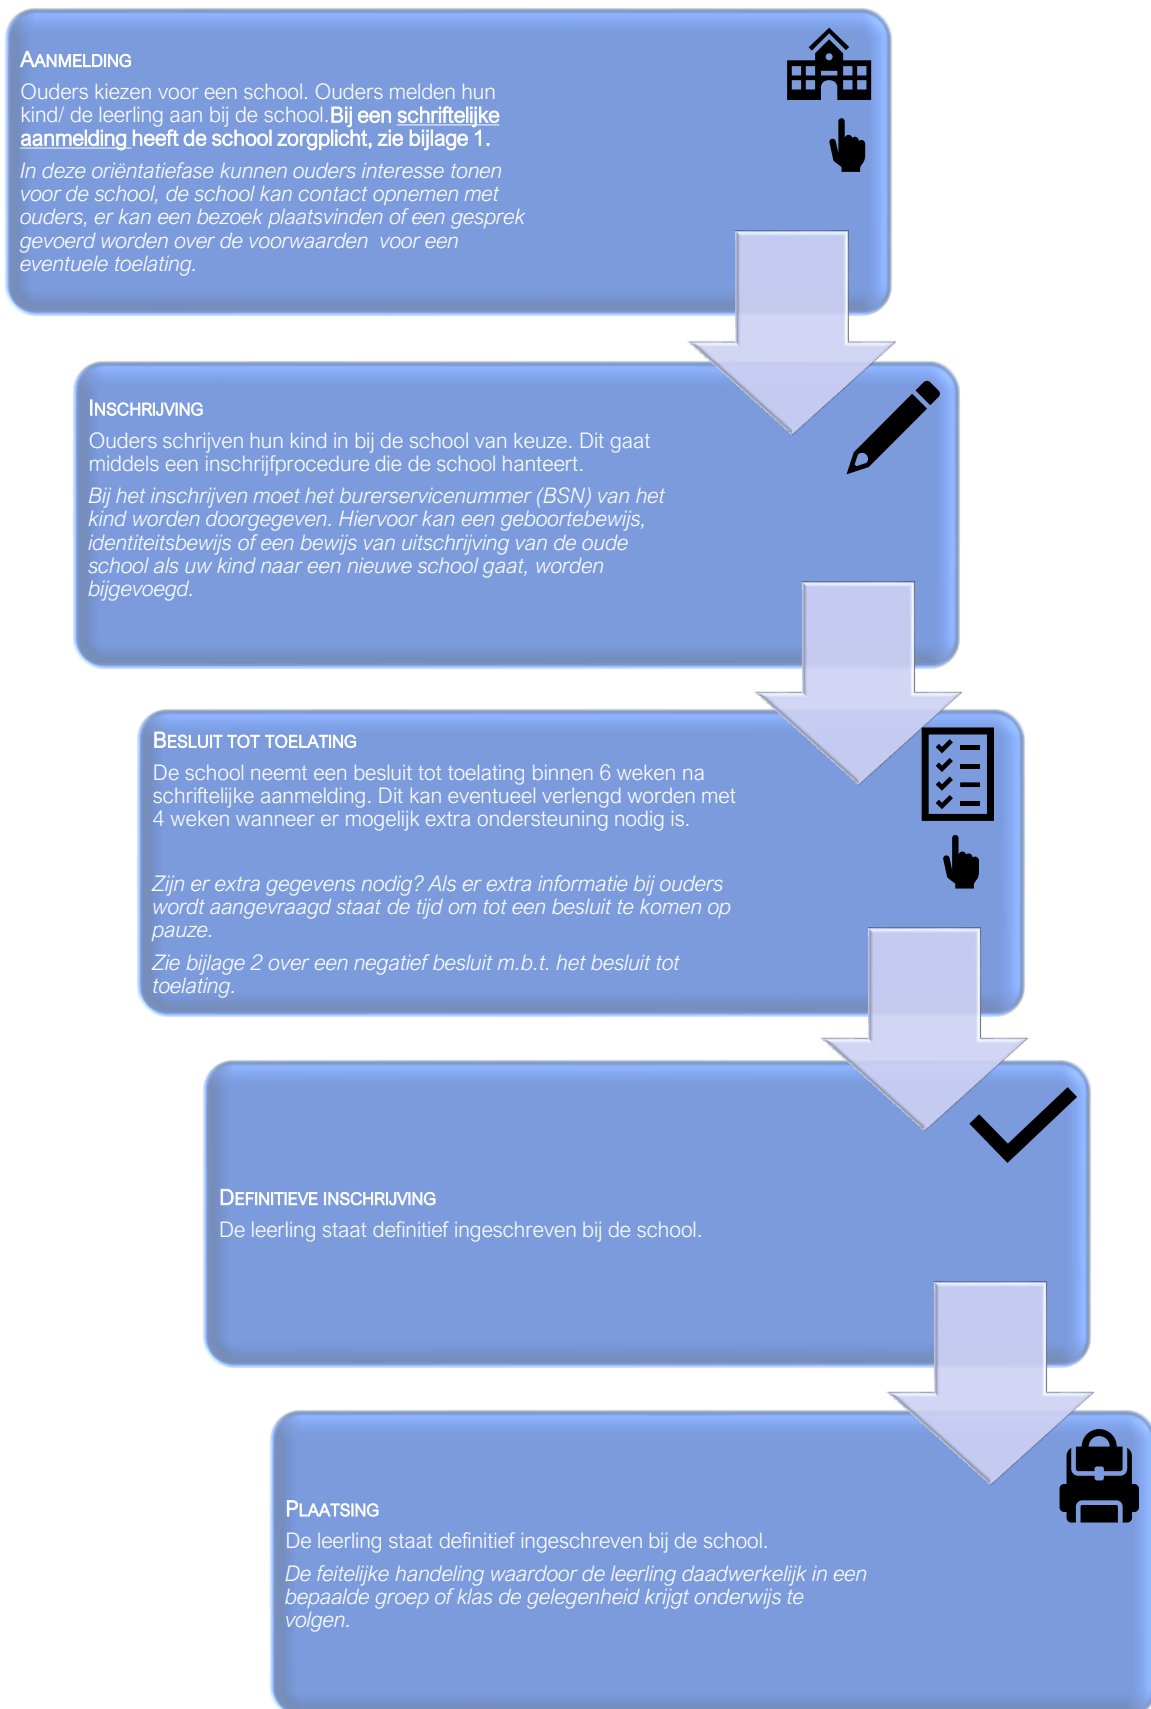 AANMELDING
Ouders kiezen voor een school. Ouders melden hun
kind/ de leerling aan bij de school.Bij een schriftelijke
aanmelding heeft de school zorgplicht, zie bijlage 1.
In deze oriëntatiefase kunnen ouders interesse tonen
voor de school, de school kan contact opnemen met
ouders, er kan een bezoek plaatsvinden of een gesprek
gevoerd worden over de voorwaarden  voor een
eventuele toelating.
INSCHRIJVING
Ouders schrijven hun kind in bij de school van keuze. Dit gaat
middels een inschrijfprocedure die de school hanteert.
Bij het inschrijven moet het burerservicenummer (BSN) van het
kind worden doorgegeven. Hiervoor kan een geboortebewijs,
identiteitsbewijs of een bewijs van uitschrijving van de oude
school als uw kind naar een nieuwe school gaat, worden
bijgevoegd.
BESLUIT TOT TOELATING
De school neemt een besluit tot toelating binnen 6 weken na
schriftelijke aanmelding. Dit kan eventueel verlengd worden met
4 weken wanneer er mogelijk extra ondersteuning nodig is.
Zijn er extra gegevens nodig? Als er extra informatie bij ouders
wordt aangevraagd staat de tijd om tot een besluit te komen op
pauze.
Zie bijlage 2 over een negatief besluit m.b.t. het besluit tot
toelating.
DEFINITIEVE INSCHRIJVING
De leerling staat definitief ingeschreven bij de school.
PLAATSING
De leerling staat definitief ingeschreven bij de school.
De feitelijke handeling waardoor de leerling daadwerkelijk in een
bepaalde groep of klas de gelegenheid krijgt onderwijs te
volgen.